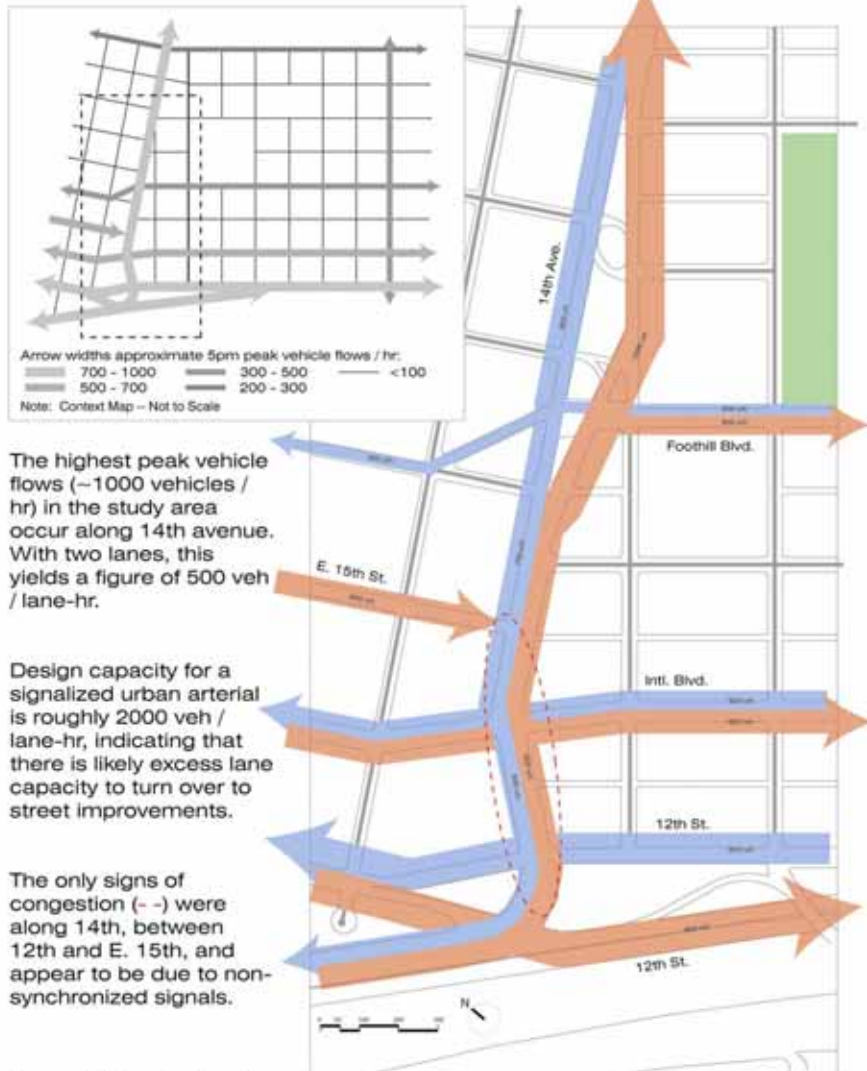 Arrow widths approximate 5pm peak vehicle flows / hr:
700 - 1000
300 - 500
<100
500 - 700
200 - 300
Note: Context Map -- Not to Scale
The highest peak vehicle
flows (~1000 vehicles /
hr) in the study area
occur along 14th avenue.
With two lanes, this
yields a figure of 500 veh
/ lane-hr.
Design capacity for a
signalized urban arterial
is roughly 2000 veh /
lane-hr, indicating that
there is likely excess lane
capacity to turn over to
street improvements.
The only signs of
congestion (- -) were
along 14th, between
12th and E. 15th, and
appear to be due to non-
synchronized signals.
14th Ave.
Foothill Blvd.
E. 15th St.
Intl. Blvd.
12th St.
12th St.
N